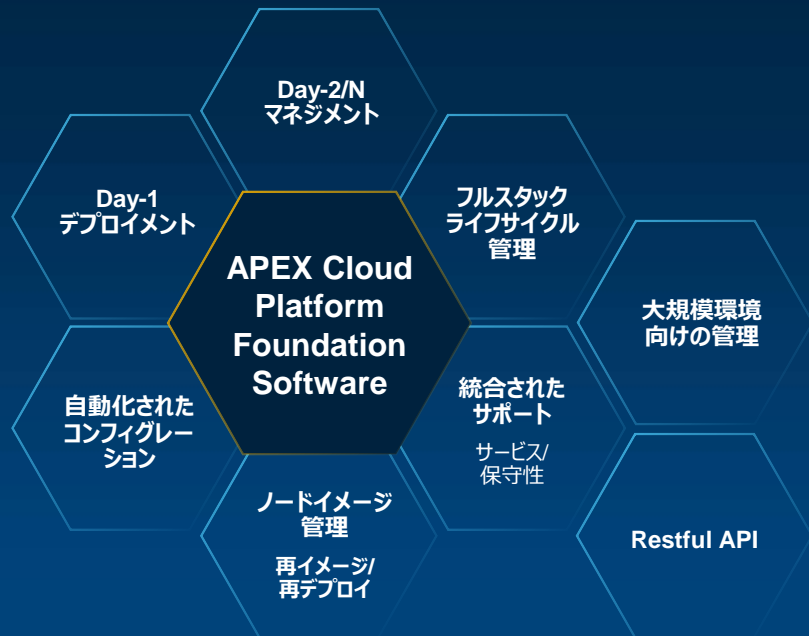 Day-2/N
マネジメント
Day-1
デプロイメント
フルスタック
ライフサイクル
管理
APEX Cloud
Platform
Foundation
Software
大規模環境
向けの管理
自動化された
コンフィグレー
ション
統合された
サポート
サービス/
保守性
ノードイメージ
管理
再イメージ/
再デプロイ
Restful API